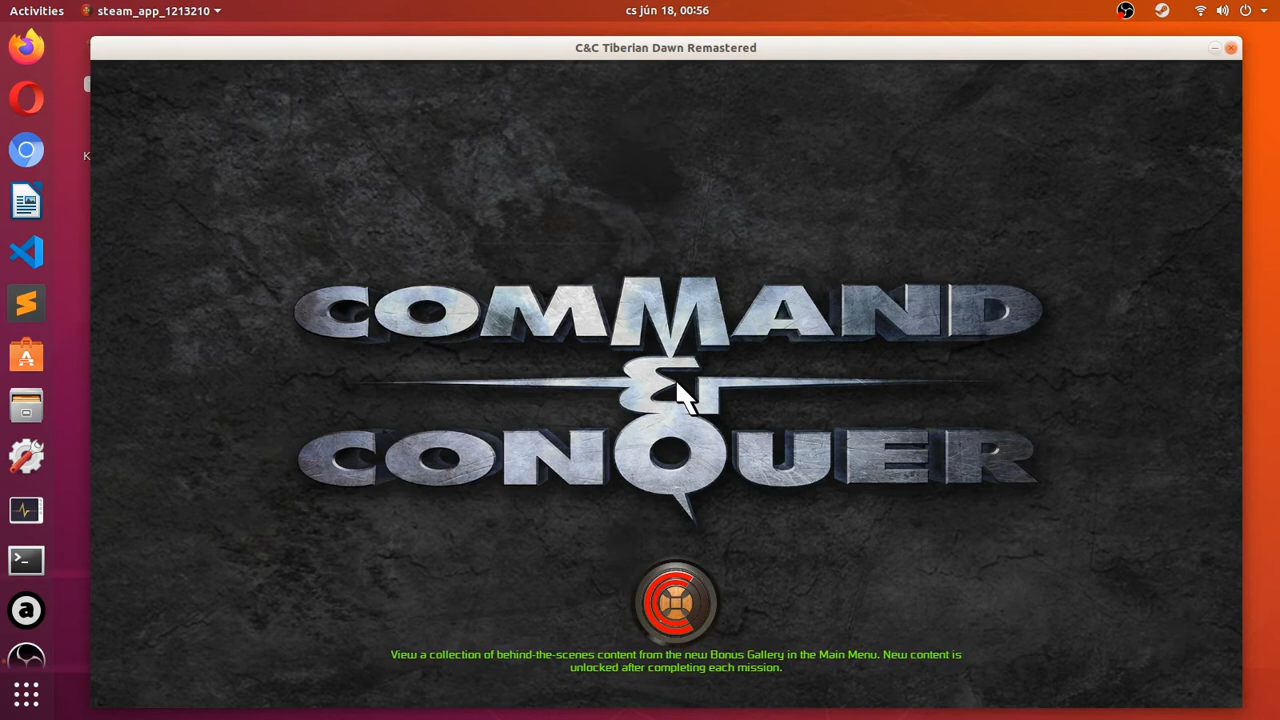 Activities
steam_app_1213210
cs jún 18, 00:56
C&C Tiberian Dawn Remastered
K
COMMAND
&
CONQUER
View a collection of behind-the-scenes content from the new Bonus Gallery in the Main Menu. New content is
unlocked after completing each mission.